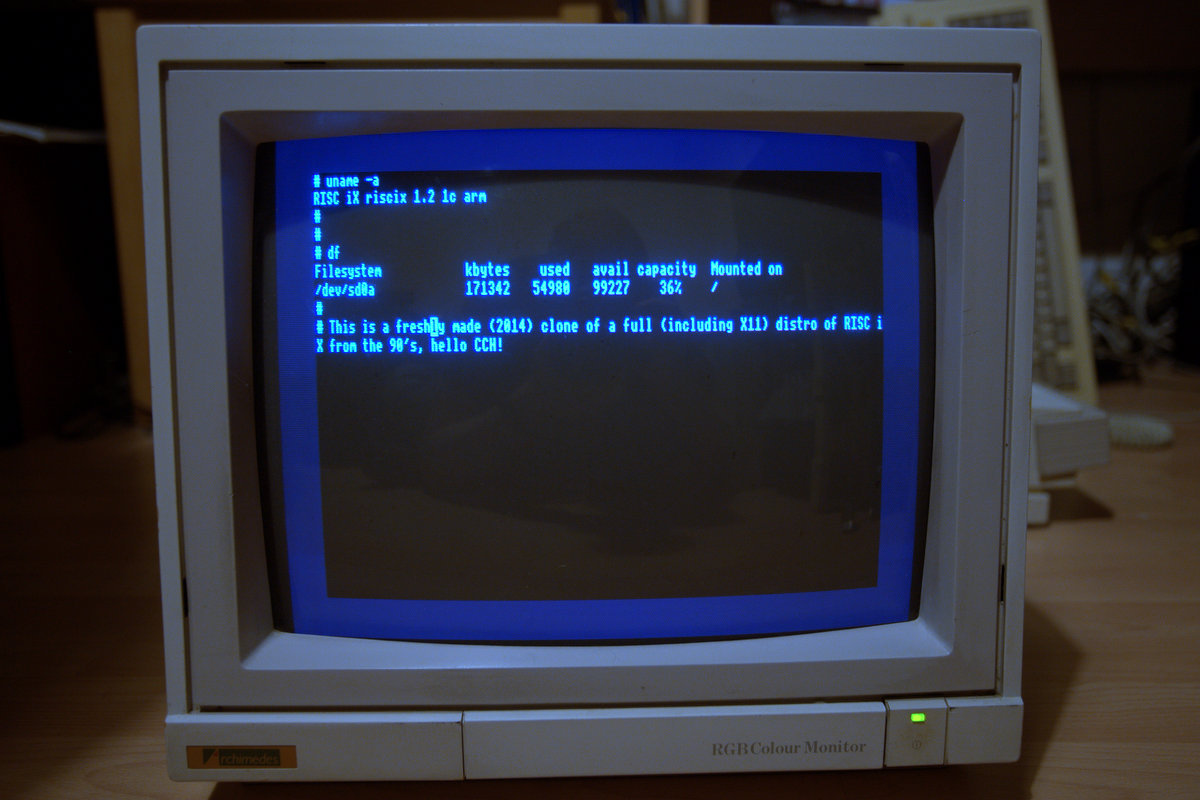 # uname -a
RISC iX riscix 1.2 1c arm
#
#
# df
Filesystem kbytes used avail capacity Mounted on
/dev/sd0a 171342 54980 99227 36% /
#
# This is a freshly made (2014) clone of a full (including X11) distro of RISC i
X from the 90's, hello CCH!
Archimedes
RGB Colour Monitor